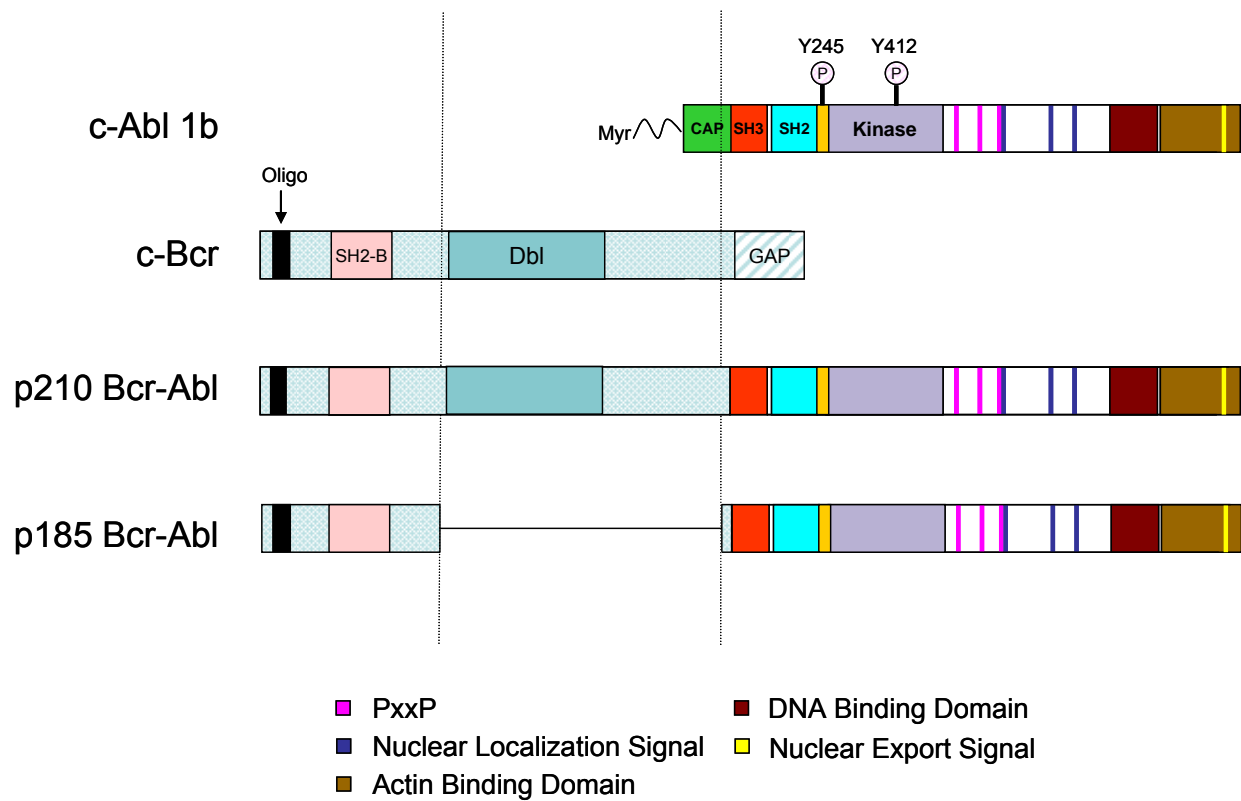 Y245 Y412
P P
c-Abl 1b
Myr CAP SH3 SH2 Kinase
Oligo
c-Bcr SH2-B Dbl GAP
p210 Bcr-Abl
p185 Bcr-Abl
PxxP
Nuclear Localization Signal
Actin Binding Domain
DNA Binding Domain
Nuclear Export Signal